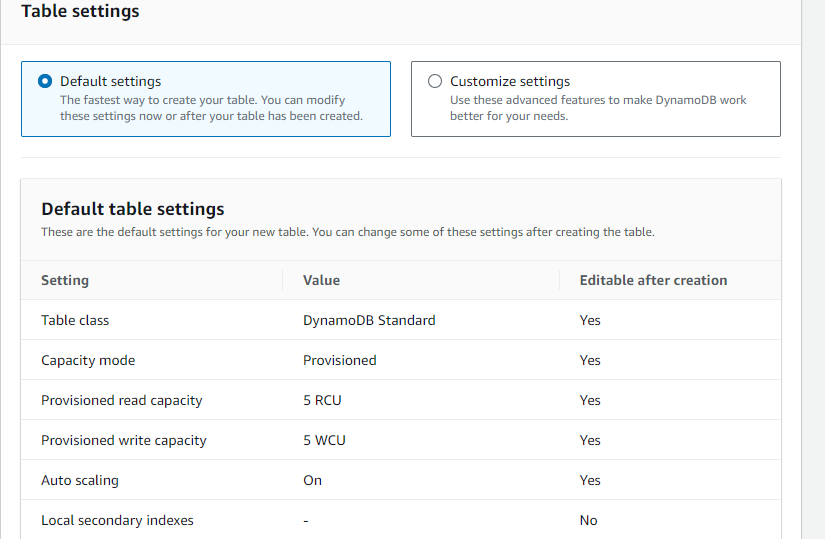 Table settings
Default settings
The fastest way to create your table. You can modify
these settings now or after your table has been created.
Customize settings
Use these advanced features to make DynamoDB work
better for your needs.
Default table settings
These are the default settings for your new table. You can change some of these settings after creating the table.
Setting Value Editable after creation
Table class DynamoDB Standard Yes
Capacity mode Provisioned Yes
Provisioned read capacity 5 RCU Yes
Provisioned write capacity 5 WCU Yes
Auto scaling On Yes
Local secondary indexes - No